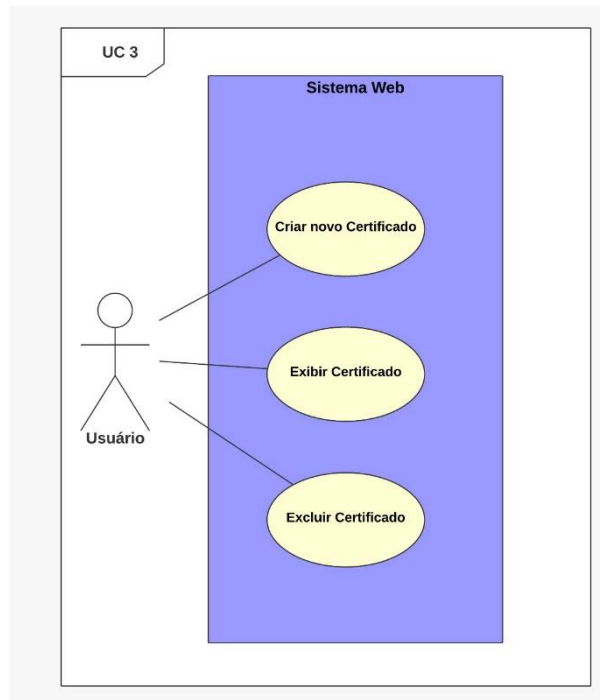 UC 3
Sistema Web
Criar novo Certificado
Exibir Certificado
Usuário
Excluir Certificado